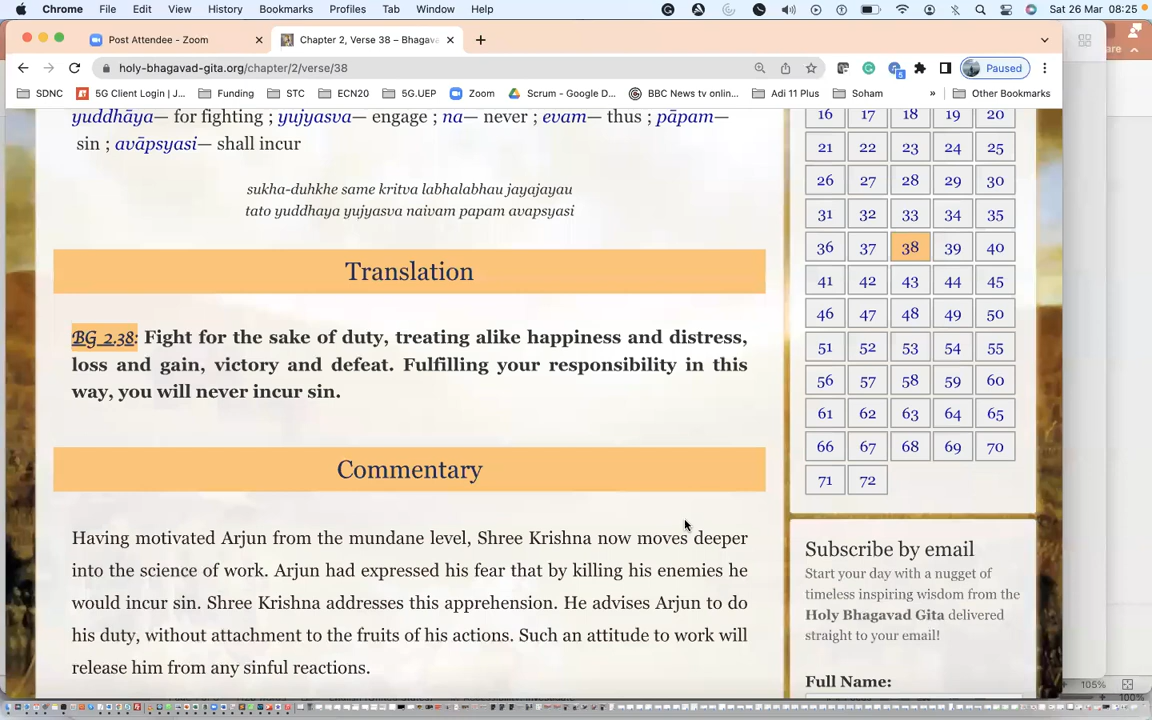 Chrome File Edit View History Bookmarks Profiles Tab Window Help Sat 26 Mar 08:25
Post Attendee - Zoom Chapter 2, Verse 38 – Bhagava
holy-bhagavad-gita.org/chapter/2/verse/38 5 Paused
SDNC 5G Client Login | J... Funding STC ECN20 5G.UEP Zoom Scrum - Google D... BBC News tv onlin... Adi 11 Plus Soham » Other Bookmarks
yuddhāya— for fighting ; yujyasva— engage ; na— never ; evam— thus ; pāpam—
sin ; avāpsyasi— shall incur
sukha-duhkhe same kritva labhalabhau jayajayau
tato yuddhaya yujyasva naivam papam avapsyasi
Translation
BG 2.38: Fight for the sake of duty, treating alike happiness and distress,
loss and gain, victory and defeat. Fulfilling your responsibility in this
way, you will never incur sin.
Commentary
Having motivated Arjun from the mundane level, Shree Krishna now moves deeper
into the science of work. Arjun had expressed his fear that by killing his enemies he
would incur sin. Shree Krishna addresses this apprehension. He advises Arjun to do
his duty, without attachment to the fruits of his actions. Such an attitude to work will
release him from any sinful reactions.
16 17 18 19 20
21 22 23 24 25
26 27 28 29 30
31 32 33 34 35
36 37 38 39 40
41 42 43 44 45
46 47 48 49 50
51 52 53 54 55
56 57 58 59 60
61 62 63 64 65
66 67 68 69 70
71 72
Subscribe by email
Start your day with a nugget of
timeless inspiring wisdom from the
Holy Bhagavad Gita delivered
straight to your email!
Full Name:
are
105%
100%